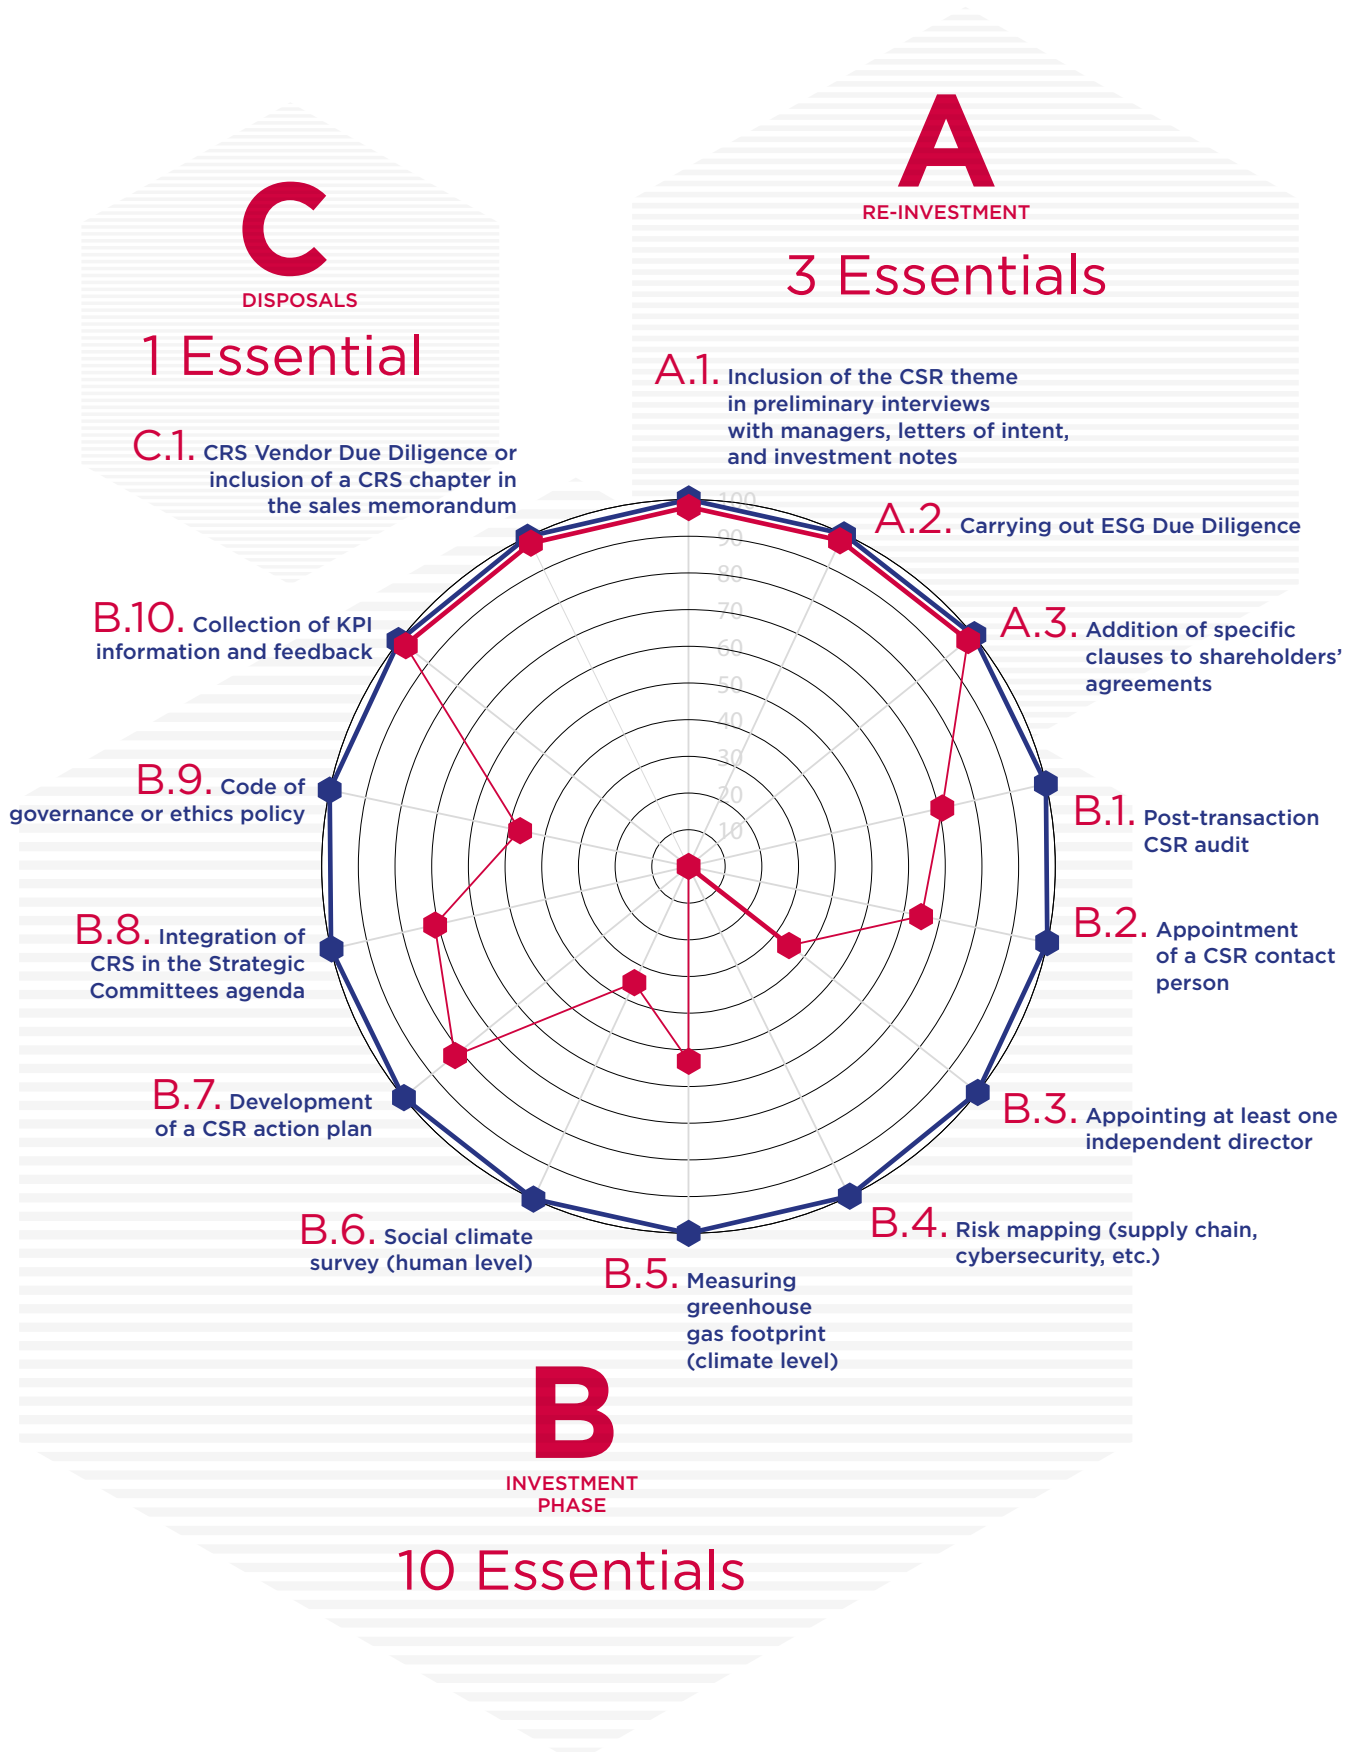 C
DISPOSALS
1 Essential
A
RE-INVESTMENT
3 Essentials
A.1. Inclusion of the CSR theme
in preliminary interviews
with managers, letters of intent,
and investment notes
C.1. CRS Vendor Due Diligence or
inclusion of a CRS chapter in
the sales memorandum
A.2. Carrying out ESG Due Diligence
B.10. Collection of KPI
information and feedback
A.3. Addition of specific
clauses to shareholders’
agreements
100
90
80
70
60
50
40
30
20
10
B.9. Code of
governance or ethics policy
B.1. Post-transaction
CSR audit
B.8. Integration of
CRS in the Strategic
Committees agenda
B.2. Appointment
of a CSR contact
person
B.7. Development
of a CSR action plan
B.3. Appointing at least one
independent director
B.6. Social climate
survey (human level)
B.4. Risk mapping (supply chain,
cybersecurity, etc.)
B.5. Measuring
greenhouse
gas footprint
(climate level)
B
INVESTMENT
PHASE
10 Essentials